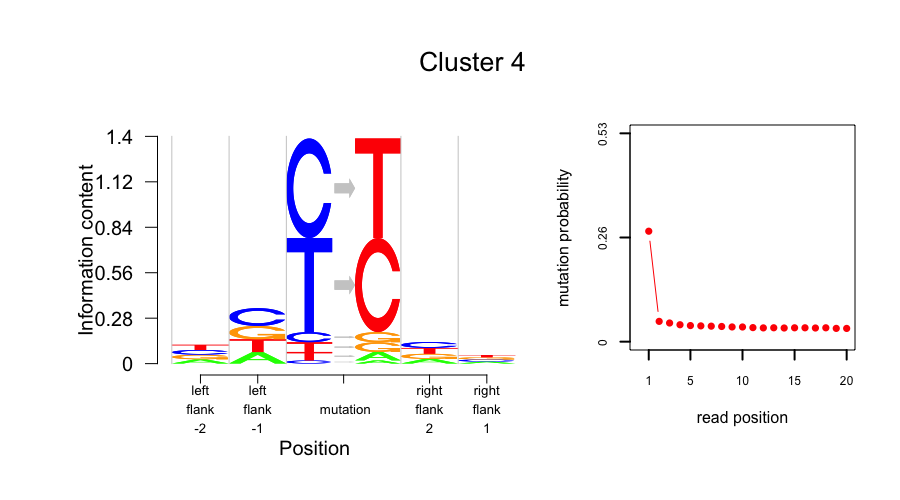 Cluster 4
Information content
1.4
1.12
0.84
0.56
0.28
0
C T
T C
left left right right
flank flank mutation flank flank
-2 -1 2 1
Position
mutation probability
0.53
0.26
0
1 5 10 15 20
read position